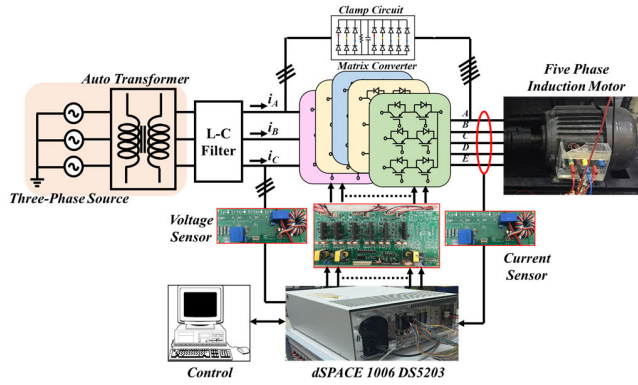 Clamp Circuit
Auto Transformer
Matrix Converter
Five Phase
Induction Motor
L-C
Filter
iA
iB
iC
A
B
C
D
E
Three-Phase Source
Voltage
Sensor
Current
Sensor
Control
dSPACE 1006 DS5203